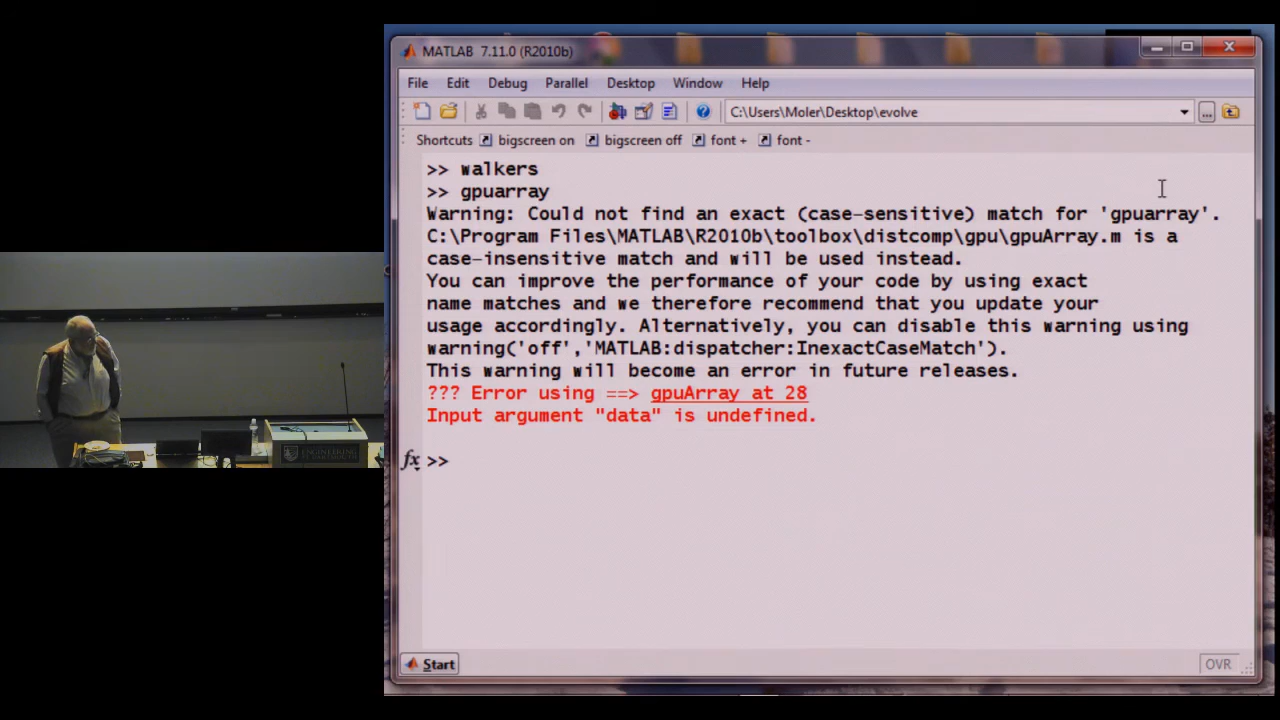 MATLAB 7.11.0 (R2010b)
File Edit Debug Parallel Desktop Window Help
C:\Users\Moler\Desktop\evolve
Shortcuts bigscreen on bigscreen off font + font -
>> walkers
>> gpuarray
Warning: Could not find an exact (case-sensitive) match for 'gpuarray'.
C:\Program Files\MATLAB\R2010b\toolbox\distcomp\gpu\gpuArray.m is a
case-insensitive match and will be used instead.
You can improve the performance of your code by using exact
name matches and we therefore recommend that you update your
usage accordingly. Alternatively, you can disable this warning using
warning('off','MATLAB:dispatcher:InexactCaseMatch').
This warning will become an error in future releases.
??? Error using ==> gpuArray at 28
Input argument "data" is undefined.
fx >>
Start
OVR
ENGINEERING
AT DARTMOUTH